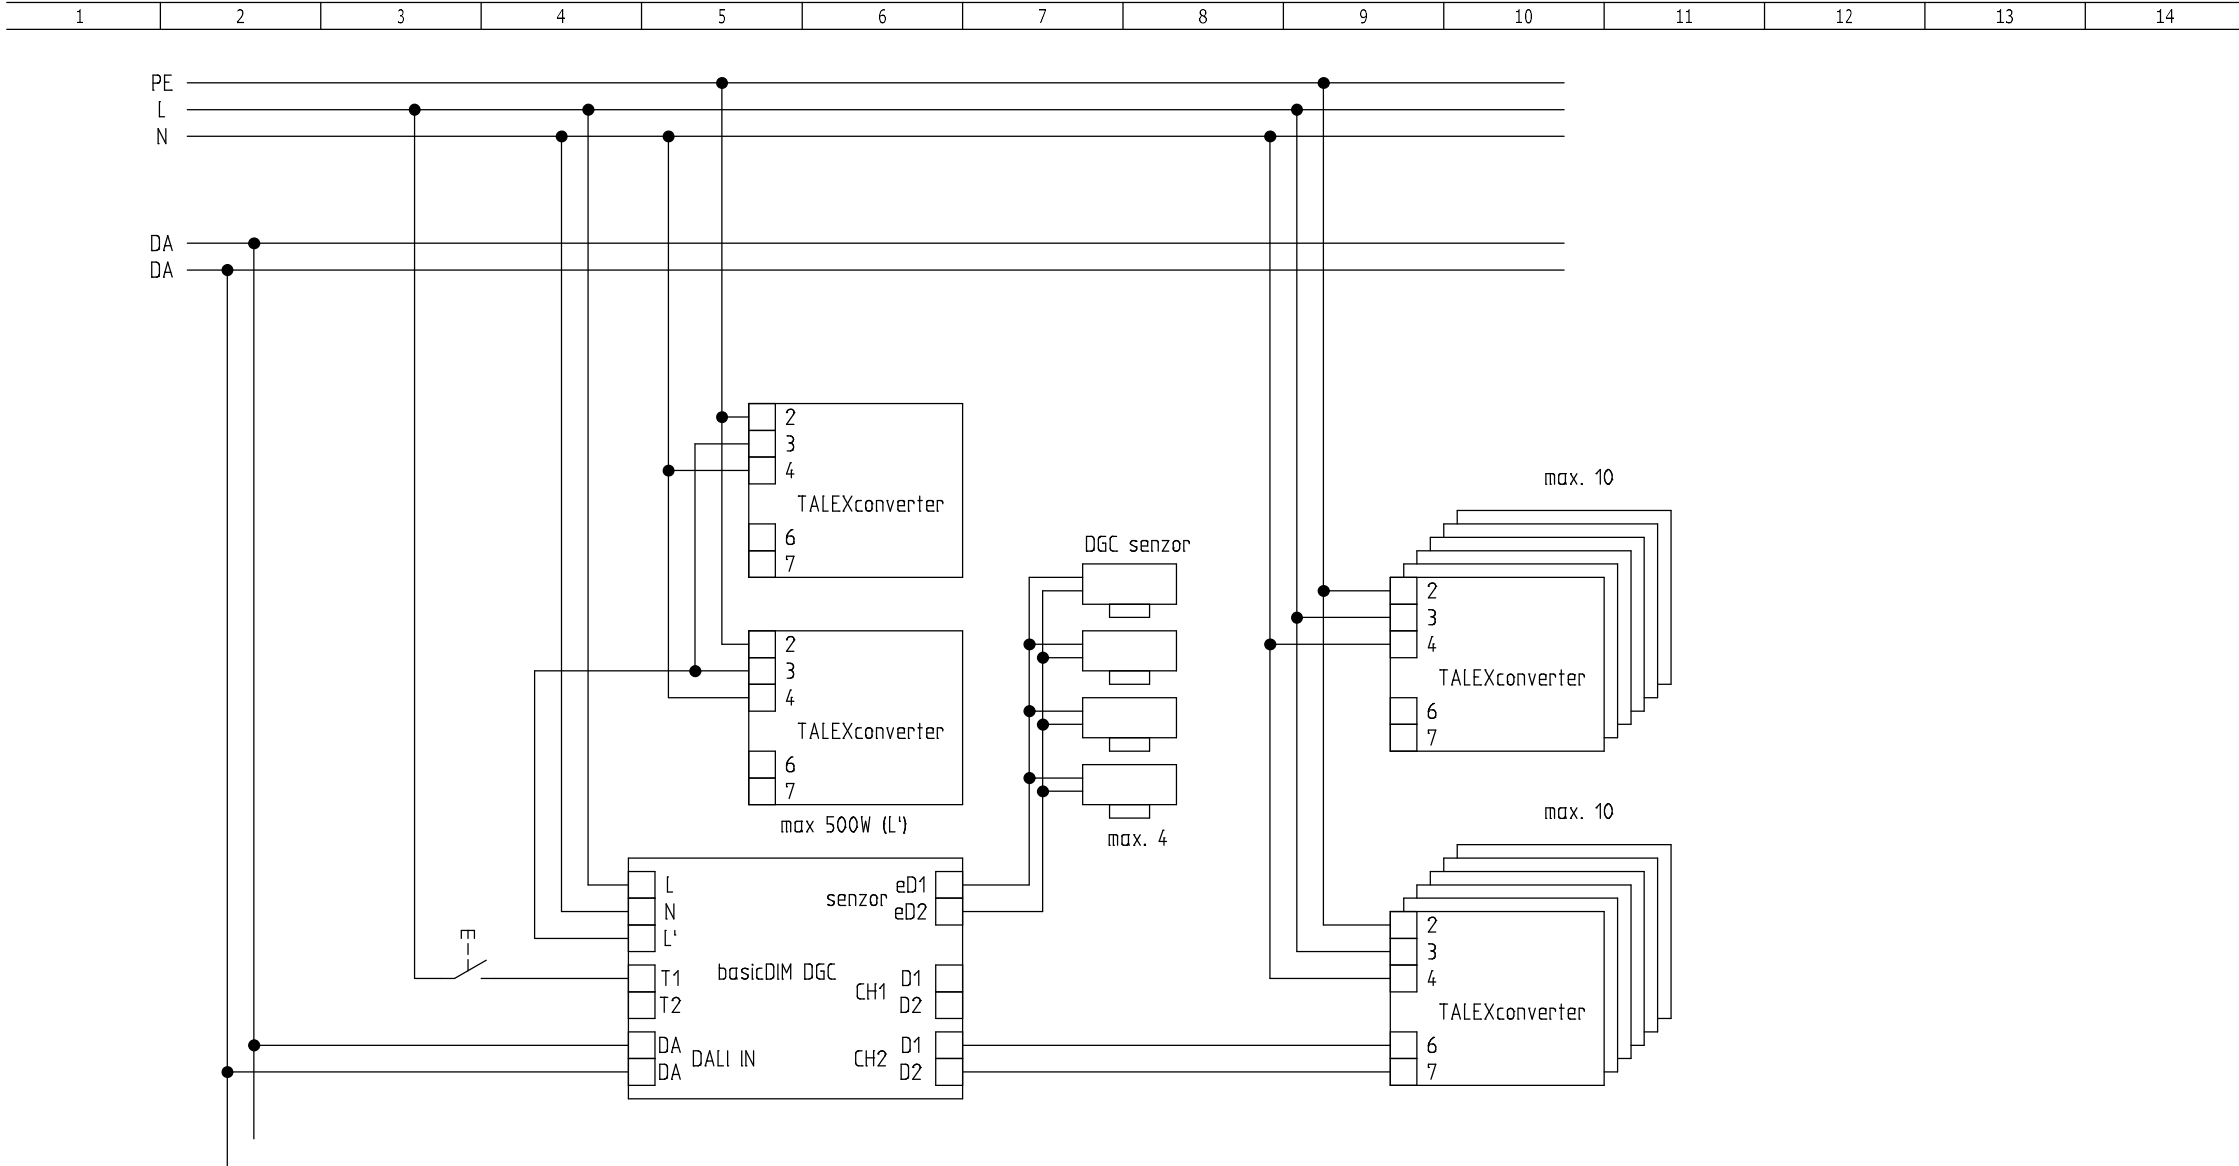 1 2 3 4 5 6 7 8 9 10 11 12 13 14
PE
L
N
DA
DA
2
3
4
TALEXconverter
6
7
2
3
4
TALEXconverter
6
7
max 500W (L')
DGC senzor
max. 4
max. 10
2
3
4
TALEXconverter
6
7
max. 10
2
3
4
TALEXconverter
6
7
L
N
L'
T1
T2
DA
DA
DALI IN
basicDIM DGC
senzor
eD1
eD2
CH1
D1
D2
CH2
D1
D2